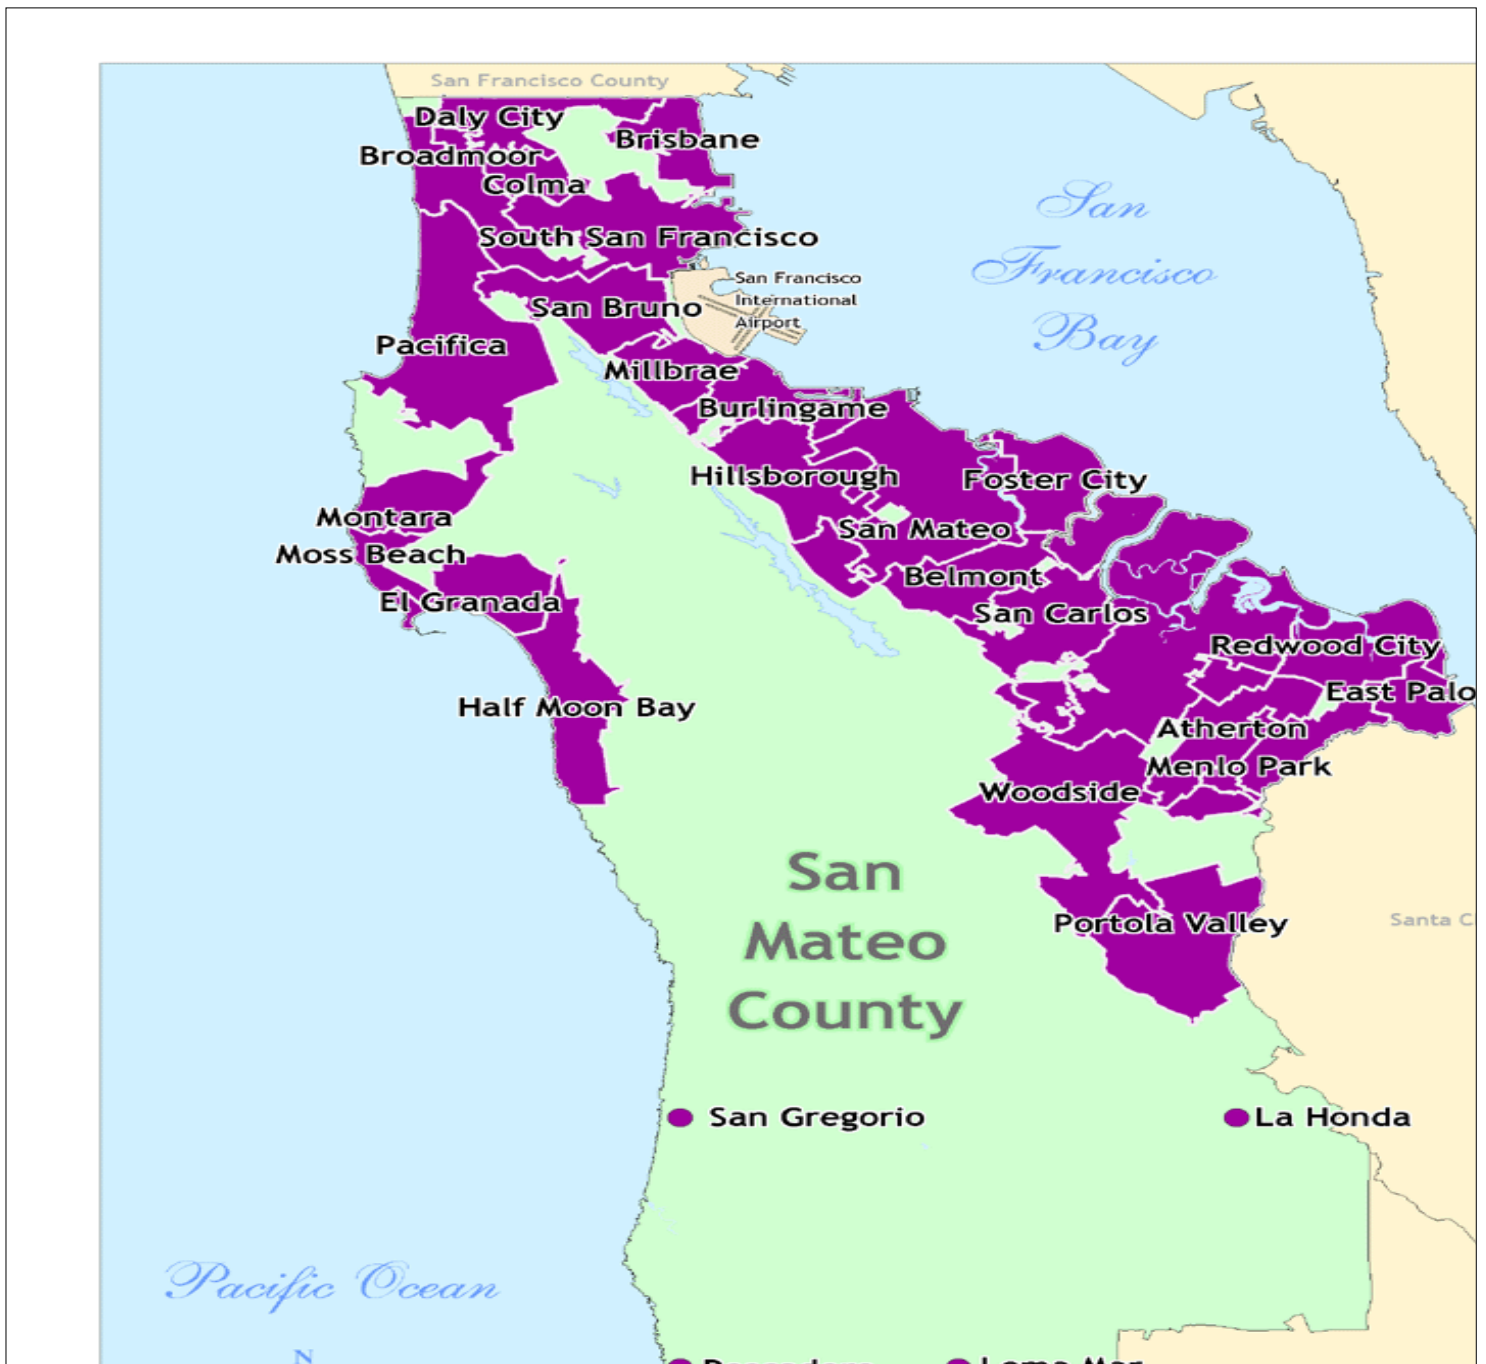 San Francisco County
Daly City
Brisbane
Broadmoor
Colma
San
Francisco
Bay
South San Francisco
San Francisco
International
Airport
San Bruno
Pacifica
Millbrae
Burlingame
Hillsborough
Foster City
Montara
San Mateo
Moss Beach
Belmont
El Granada
San Carlos
Redwood City
East Palo
Half Moon Bay
Atherton
Menlo Park
Woodside
San
Mateo
County
Portola Valley
Santa C
San Gregorio
La Honda
Pacific Ocean
N
Loma Mar